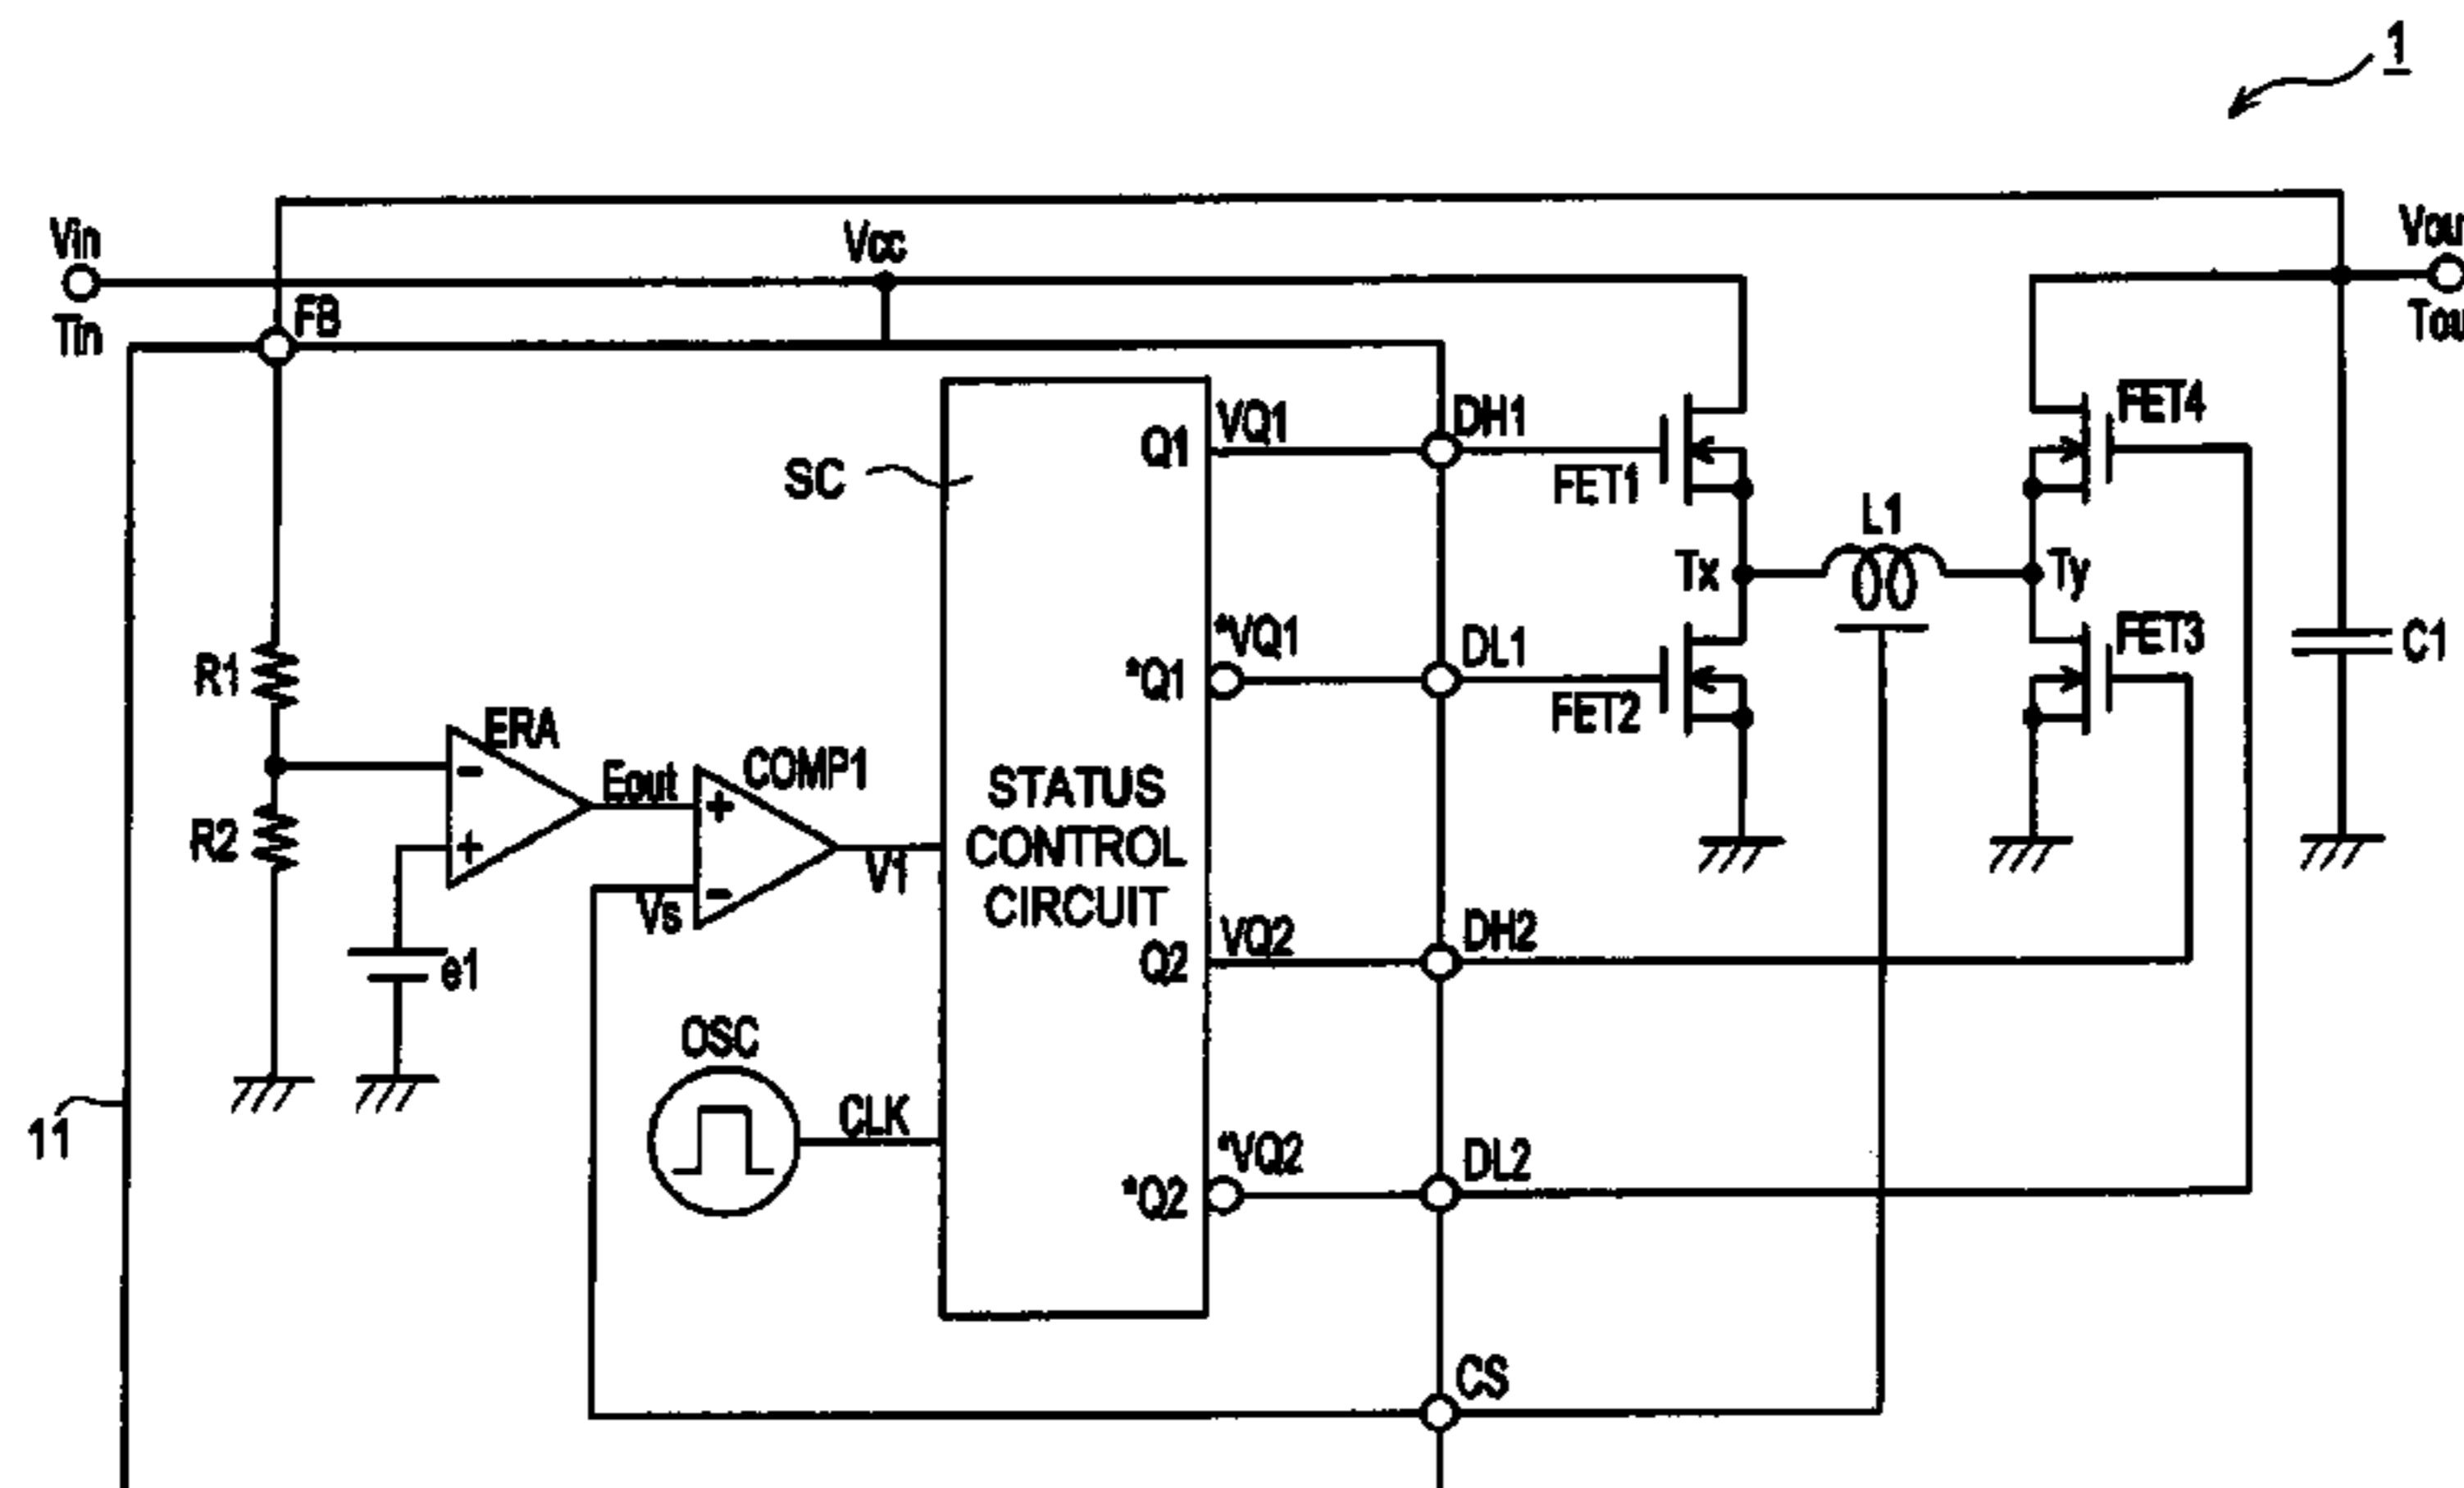 1
Vin
Vcc
Tin
FB
DH1
FET4
VQ1
Q1
SC
FET1
L1
Tx
Ty
*VQ1
DL1
FET3
*Q1
R1
C1
FET2
ERA
COMP1
Eout
STATUS
CONTROL
CIRCUIT
R2
V1
Vs
VQ2
DH2
Q2
e1
OSC
CLK
11
*VQ2
DL2
*Q2
CS
-
+
+
-